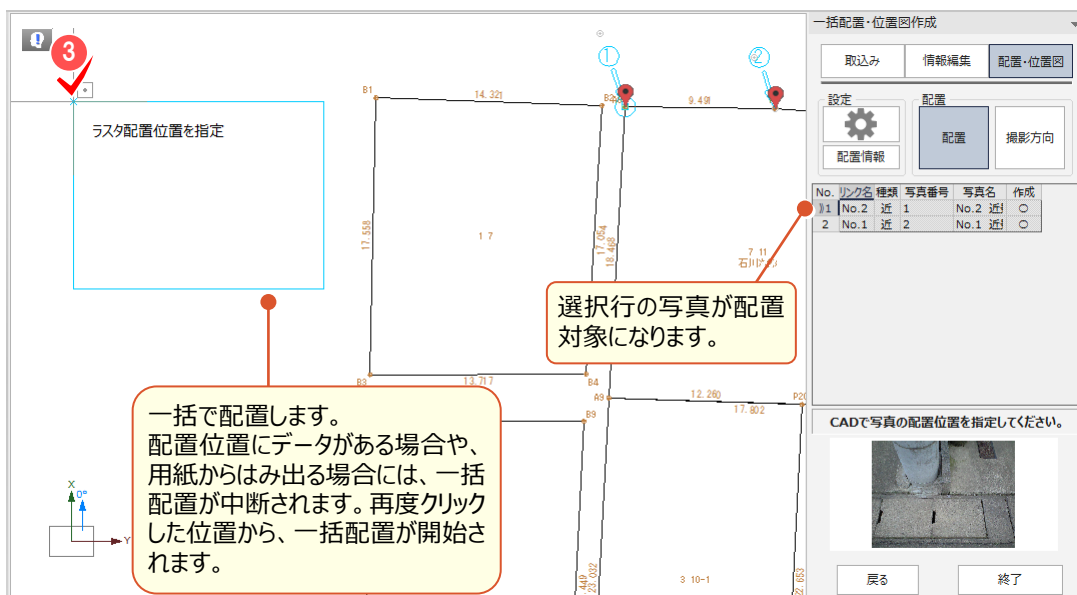 3
ラスタ配置位置を指定
B1
14.321
B2
①
②
9.491
17.558
17
17.054
18.468
7 11
13.717
B3
B4
A9
12.260
P20
17.802
B9
3 10-1
23.032
X
0°
Y
一括で配置します。
配置位置にデータがある場合や、
用紙からはみ出る場合には、一括
配置が中断されます。再度クリック
した位置から、一括配置が開始さ
れます。
選択行の写真が配置
対象になります。
一括配置・位置図作成
取込み 情報編集 配置・位置図
設定 配置
配置情報 配置 撮影方向
No. リンク名 種類 写真番号 写真名 作成
1 No.2 近 1 No.2 近 ○
2 No.1 近 2 No.1 近 ○
CADで写真の配置位置を指定してください。
戻る 終了